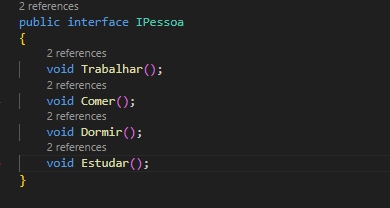 2 references
public interface IPessoa
{
2 references
void Trabalhar();
2 references
void Comer();
2 references
void Dormir();
2 references
void Estudar();
}